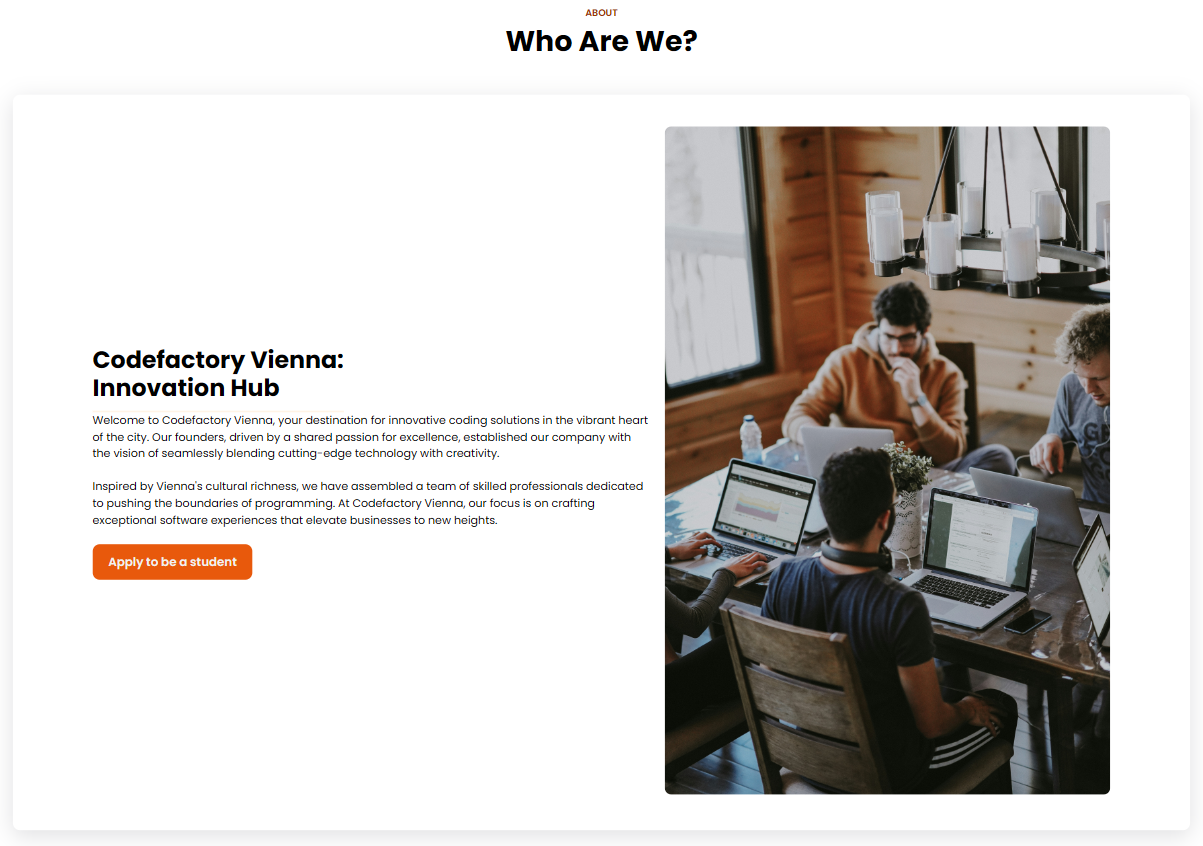 ABOUT
Who Are We?
Codefactory Vienna:
Innovation Hub
Welcome to Codefactory Vienna, your destination for innovative coding solutions in the vibrant heart
of the city. Our founders, driven by a shared passion for excellence, established our company with
the vision of seamlessly blending cutting-edge technology with creativity.
Inspired by Vienna's cultural richness, we have assembled a team of skilled professionals dedicated
to pushing the boundaries of programming. At Codefactory Vienna, our focus is on crafting
exceptional software experiences that elevate businesses to new heights.
Apply to be a student